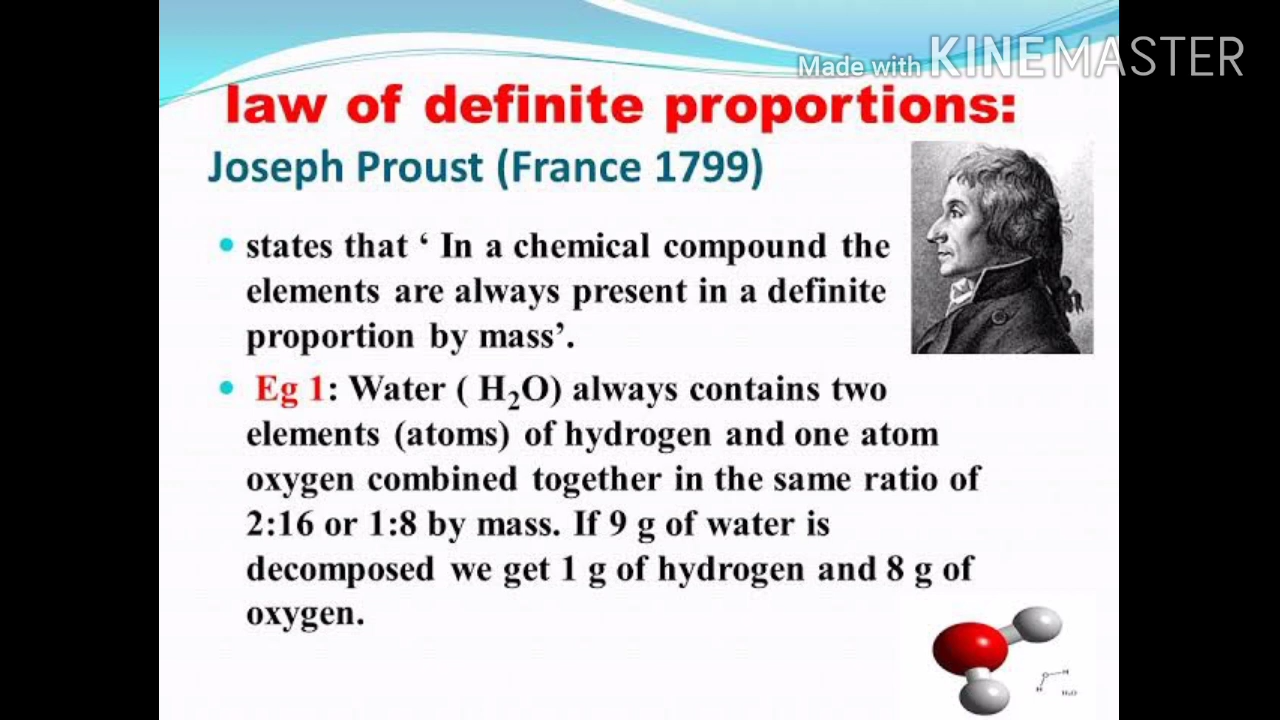 Made with KINEMASTER
law of definite proportions:
Joseph Proust (France 1799)
states that ‘ In a chemical compound the
elements are always present in a definite
proportion by mass’.
Eg 1: Water ( H₂O) always contains two
elements (atoms) of hydrogen and one atom
oxygen combined together in the same ratio of
2:16 or 1:8 by mass. If 9 g of water is
decomposed we get 1 g of hydrogen and 8 g of
oxygen.
H
H
H₂O